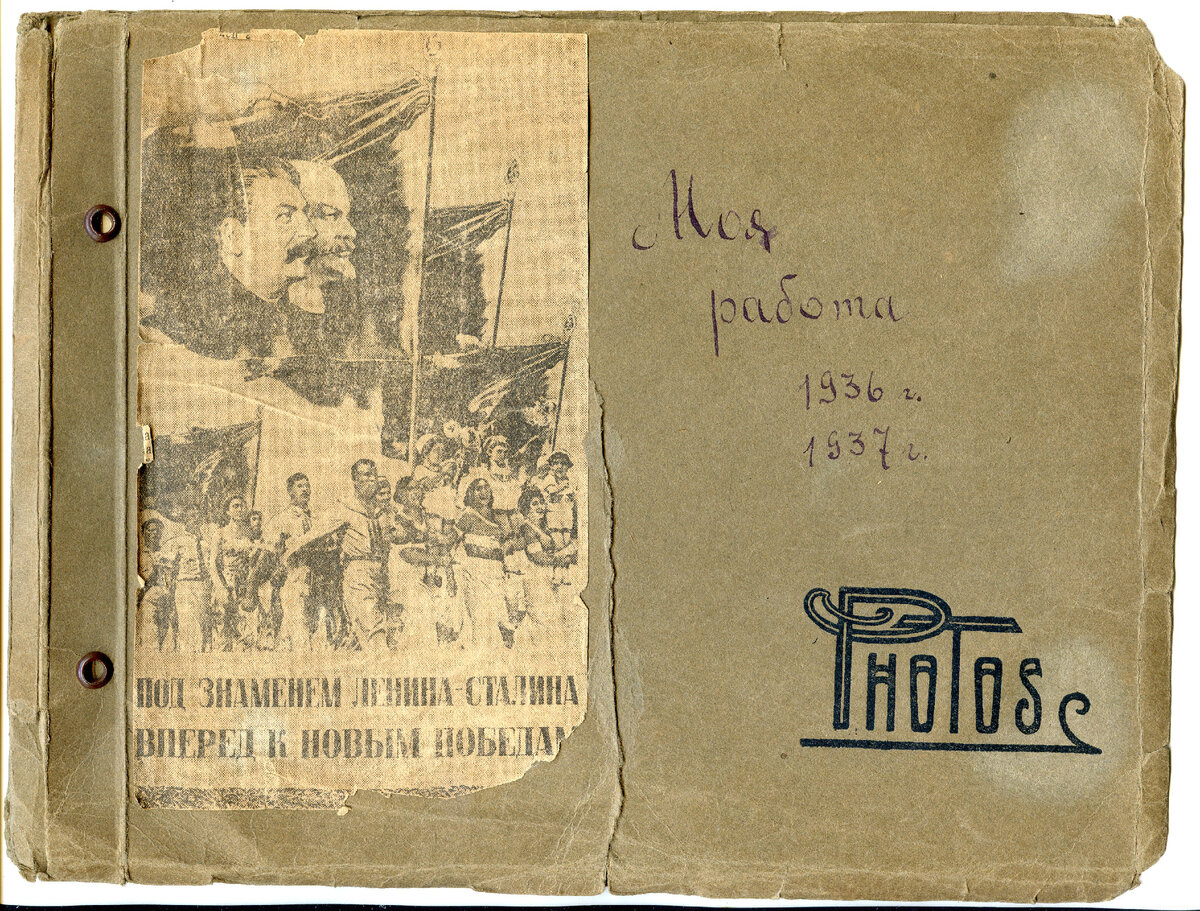 ПОД ЗНАМЕНЕМ ЛЕНИНА-СТАЛИНА
ВПЕРЕД К НОВЫМ ПОБЕДАМ
Моя
работа
1936 г.
1937 г.
PHOTOS